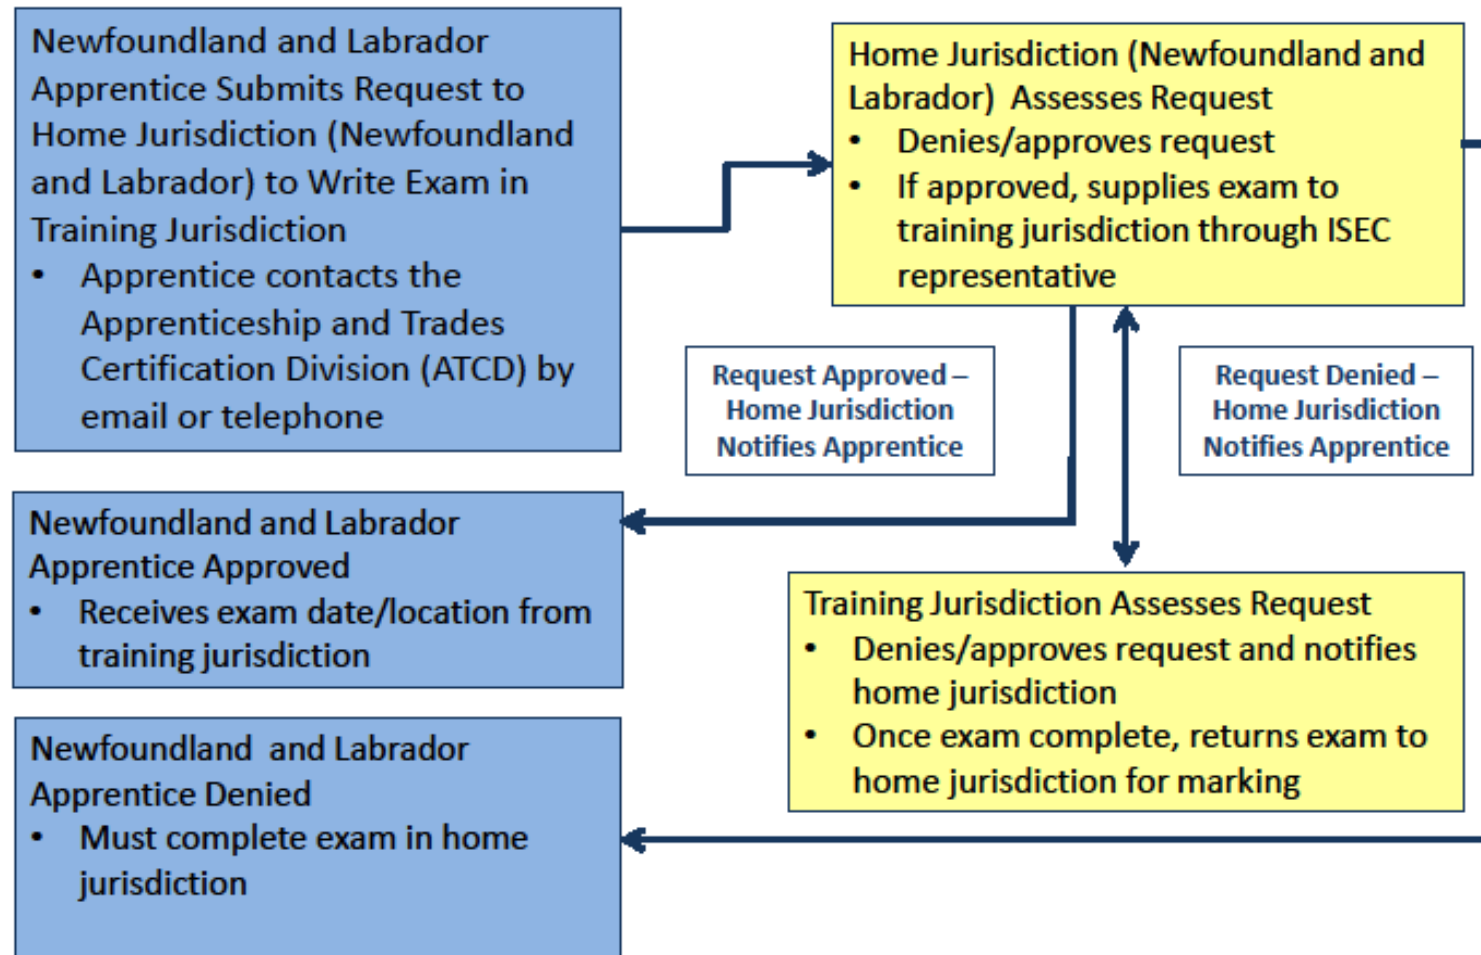 Newfoundland and Labrador
Apprentice Submits Request to
Home Jurisdiction (Newfoundland
and Labrador) to Write Exam in
Training Jurisdiction
• Apprentice contacts the
Apprenticeship and Trades
Certification Division (ATCD) by
email or telephone
Home Jurisdiction (Newfoundland and
Labrador) Assesses Request
• Denies/approves request
• If approved, supplies exam to
training jurisdiction through ISEC
representative
Request Approved –
Home Jurisdiction
Notifies Apprentice
Request Denied –
Home Jurisdiction
Notifies Apprentice
Newfoundland and Labrador
Apprentice Approved
• Receives exam date/location from
training jurisdiction
Training Jurisdiction Assesses Request
• Denies/approves request and notifies
home jurisdiction
• Once exam complete, returns exam to
home jurisdiction for marking
Newfoundland and Labrador
Apprentice Denied
• Must complete exam in home
jurisdiction